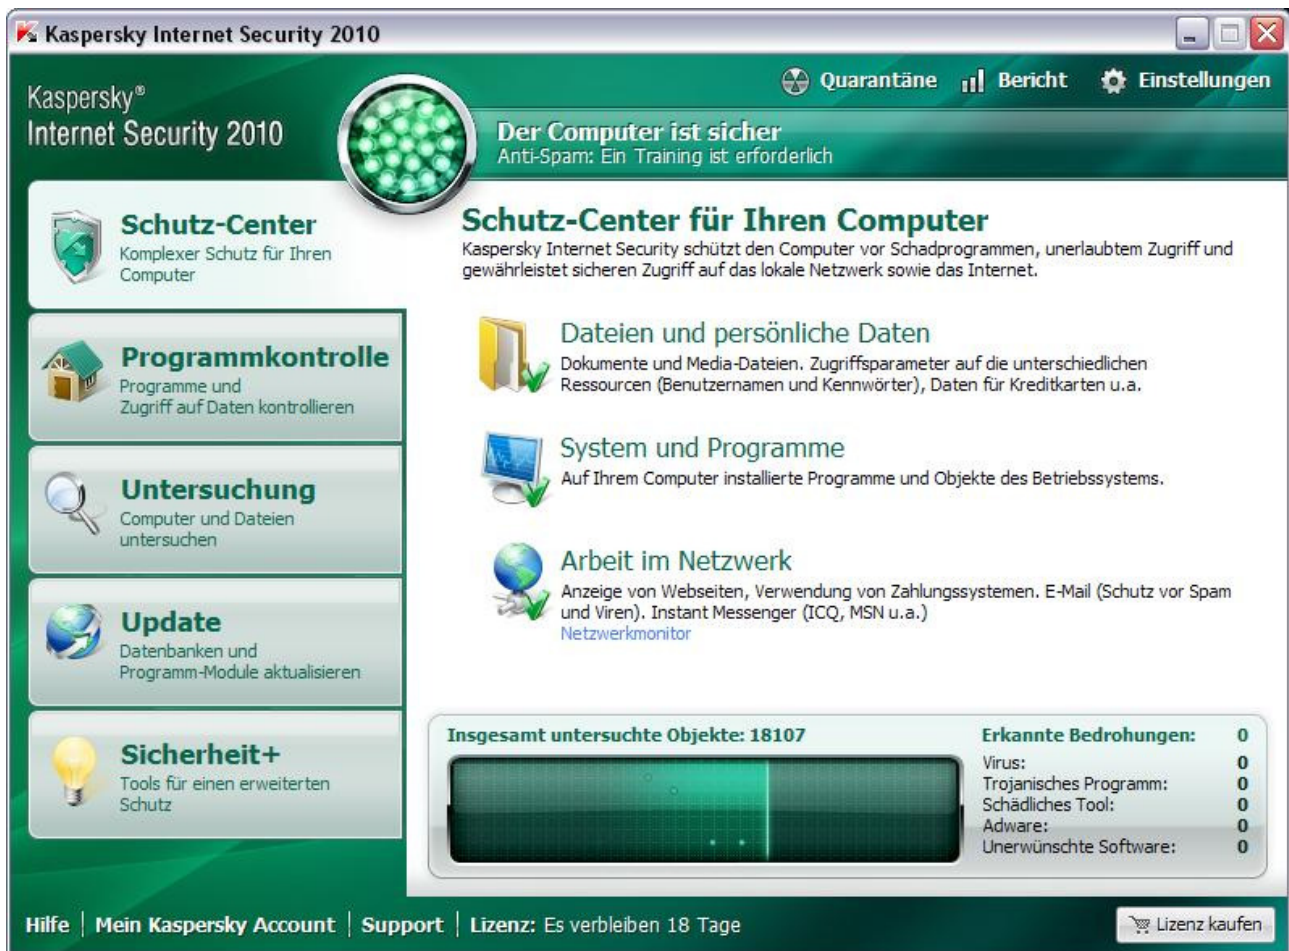 Kaspersky Internet Security 2010
Quarantäne
Bericht
Einstellungen
Kaspersky®
Internet Security 2010
Der Computer ist sicher
Anti-Spam: Ein Training ist erforderlich
Schutz-Center
Komplexer Schutz für Ihren
Computer
Programmkontrolle
Programme und
Zugriff auf Daten kontrollieren
Untersuchung
Computer und Dateien
untersuchen
Update
Datenbanken und
Programm-Module aktualisieren
Sicherheit+
Tools für einen erweiterten
Schutz
Schutz-Center für Ihren Computer
Kaspersky Internet Security schützt den Computer vor Schadprogrammen, unerlaubtem Zugriff und
gewährleistet sicheren Zugriff auf das lokale Netzwerk sowie das Internet.
Dateien und persönliche Daten
Dokumente und Media-Dateien. Zugriffsparameter auf die unterschiedlichen
Ressourcen (Benutzernamen und Kennwörter), Daten für Kreditkarten u.a.
System und Programme
Auf Ihrem Computer installierte Programme und Objekte des Betriebssystems.
Arbeit im Netzwerk
Anzeige von Webseiten, Verwendung von Zahlungssystemen. E-Mail (Schutz vor Spam
und Viren). Instant Messenger (ICQ, MSN u.a.)
Netzwerkmonitor
Insgesamt untersuchte Objekte: 18107
Erkannte Bedrohungen: 0
Virus: 0
Trojanisches Programm: 0
Schädliches Tool: 0
Adware: 0
Unerwünschte Software: 0
Hilfe | Mein Kaspersky Account | Support | Lizenz: Es verbleiben 18 Tage
Lizenz kaufen